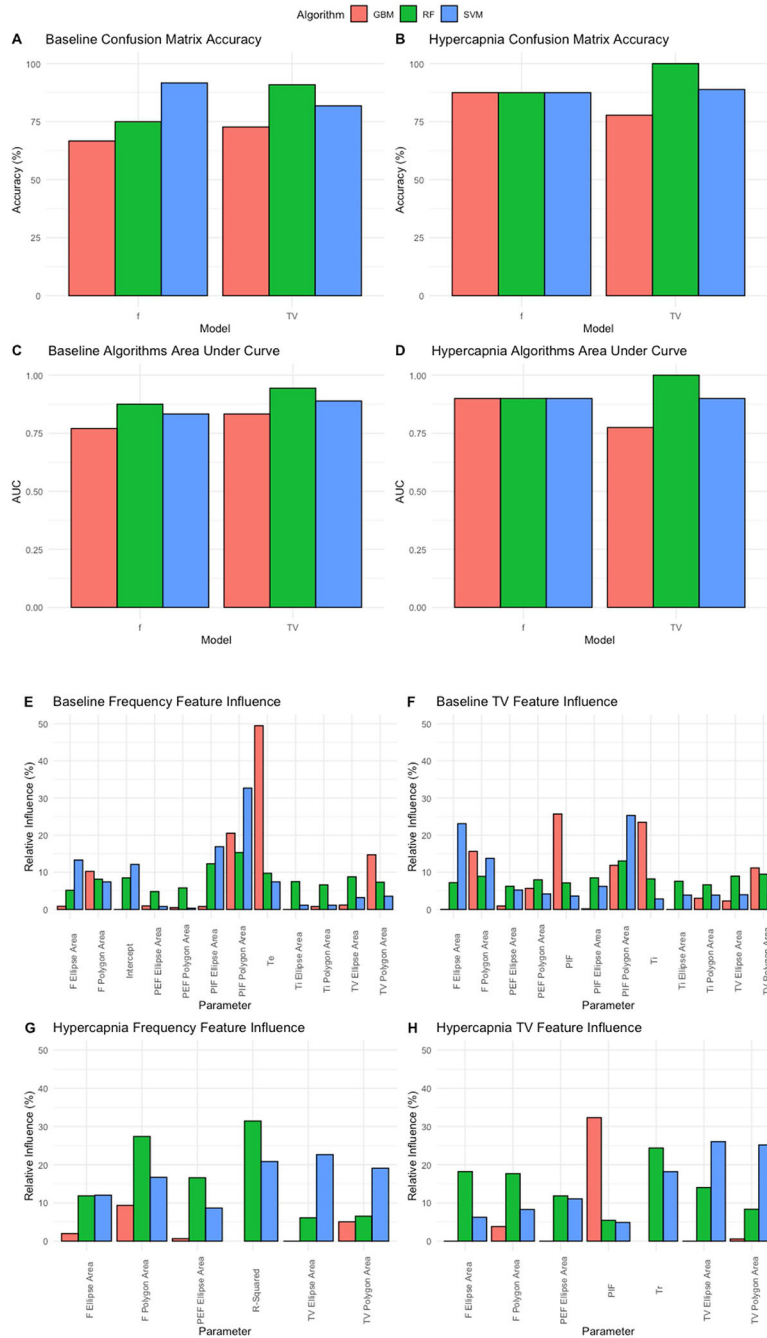 Algorithm GBM RF SVM
A Baseline Confusion Matrix Accuracy
100
75
50
25
0
Accuracy (%)
f TV
Model
B Hypercapnia Confusion Matrix Accuracy
100
75
50
25
0
Accuracy (%)
f TV
Model
C Baseline Algorithms Area Under Curve
1.00
0.75
0.50
0.25
0.00
AUC
f TV
Model
D Hypercapnia Algorithms Area Under Curve
1.00
0.75
0.50
0.25
0.00
AUC
f TV
Model
E Baseline Frequency Feature Influence
50
40
30
20
10
0
Relative Influence (%)
F Ellipse Area
F Polygon Area
Intercept
PEF Ellipse Area
PEF Polygon Area
PIF Ellipse Area
PIF Polygon Area
Te
Ti Ellipse Area
Ti Polygon Area
TV Ellipse Area
TV Polygon Area
Parameter
F Baseline TV Feature Influence
50
40
30
20
10
0
Relative Influence (%)
F Ellipse Area
F Polygon Area
PEF Ellipse Area
PEF Polygon Area
PIF
PIF Ellipse Area
PIF Polygon Area
Ti
Ti Ellipse Area
Ti Polygon Area
TV Ellipse Area
TV Polygon Area
Parameter
G Hypercapnia Frequency Feature Influence
50
40
30
20
10
0
Relative Influence (%)
F Ellipse Area
F Polygon Area
PEF Ellipse Area
R-Squared
TV Ellipse Area
TV Polygon Area
Parameter
H Hypercapnia TV Feature Influence
50
40
30
20
10
0
Relative Influence (%)
F Ellipse Area
F Polygon Area
PEF Ellipse Area
PIF
Tr
TV Ellipse Area
TV Polygon Area
Parameter